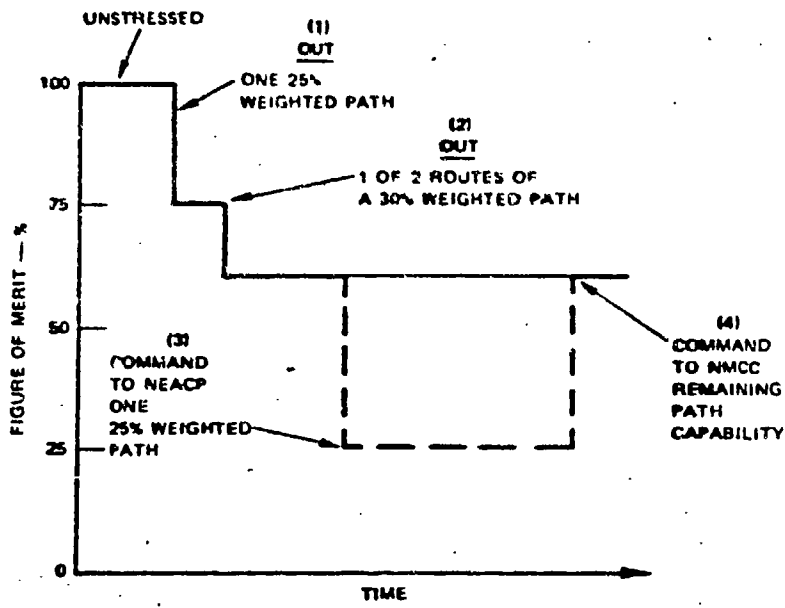 UNSTRESSED
(1)
OUT
ONE 25%
WEIGHTED PATH
(2)
OUT
1 OF 2 ROUTES OF
A 30% WEIGHTED PATH
100
75
50
25
0
FIGURE OF MERIT — %
(3)
COMMAND
TO NEACP
ONE
25% WEIGHTED
PATH
(4)
COMMAND
TO NMCC
REMAINING
PATH
CAPABILITY
TIME